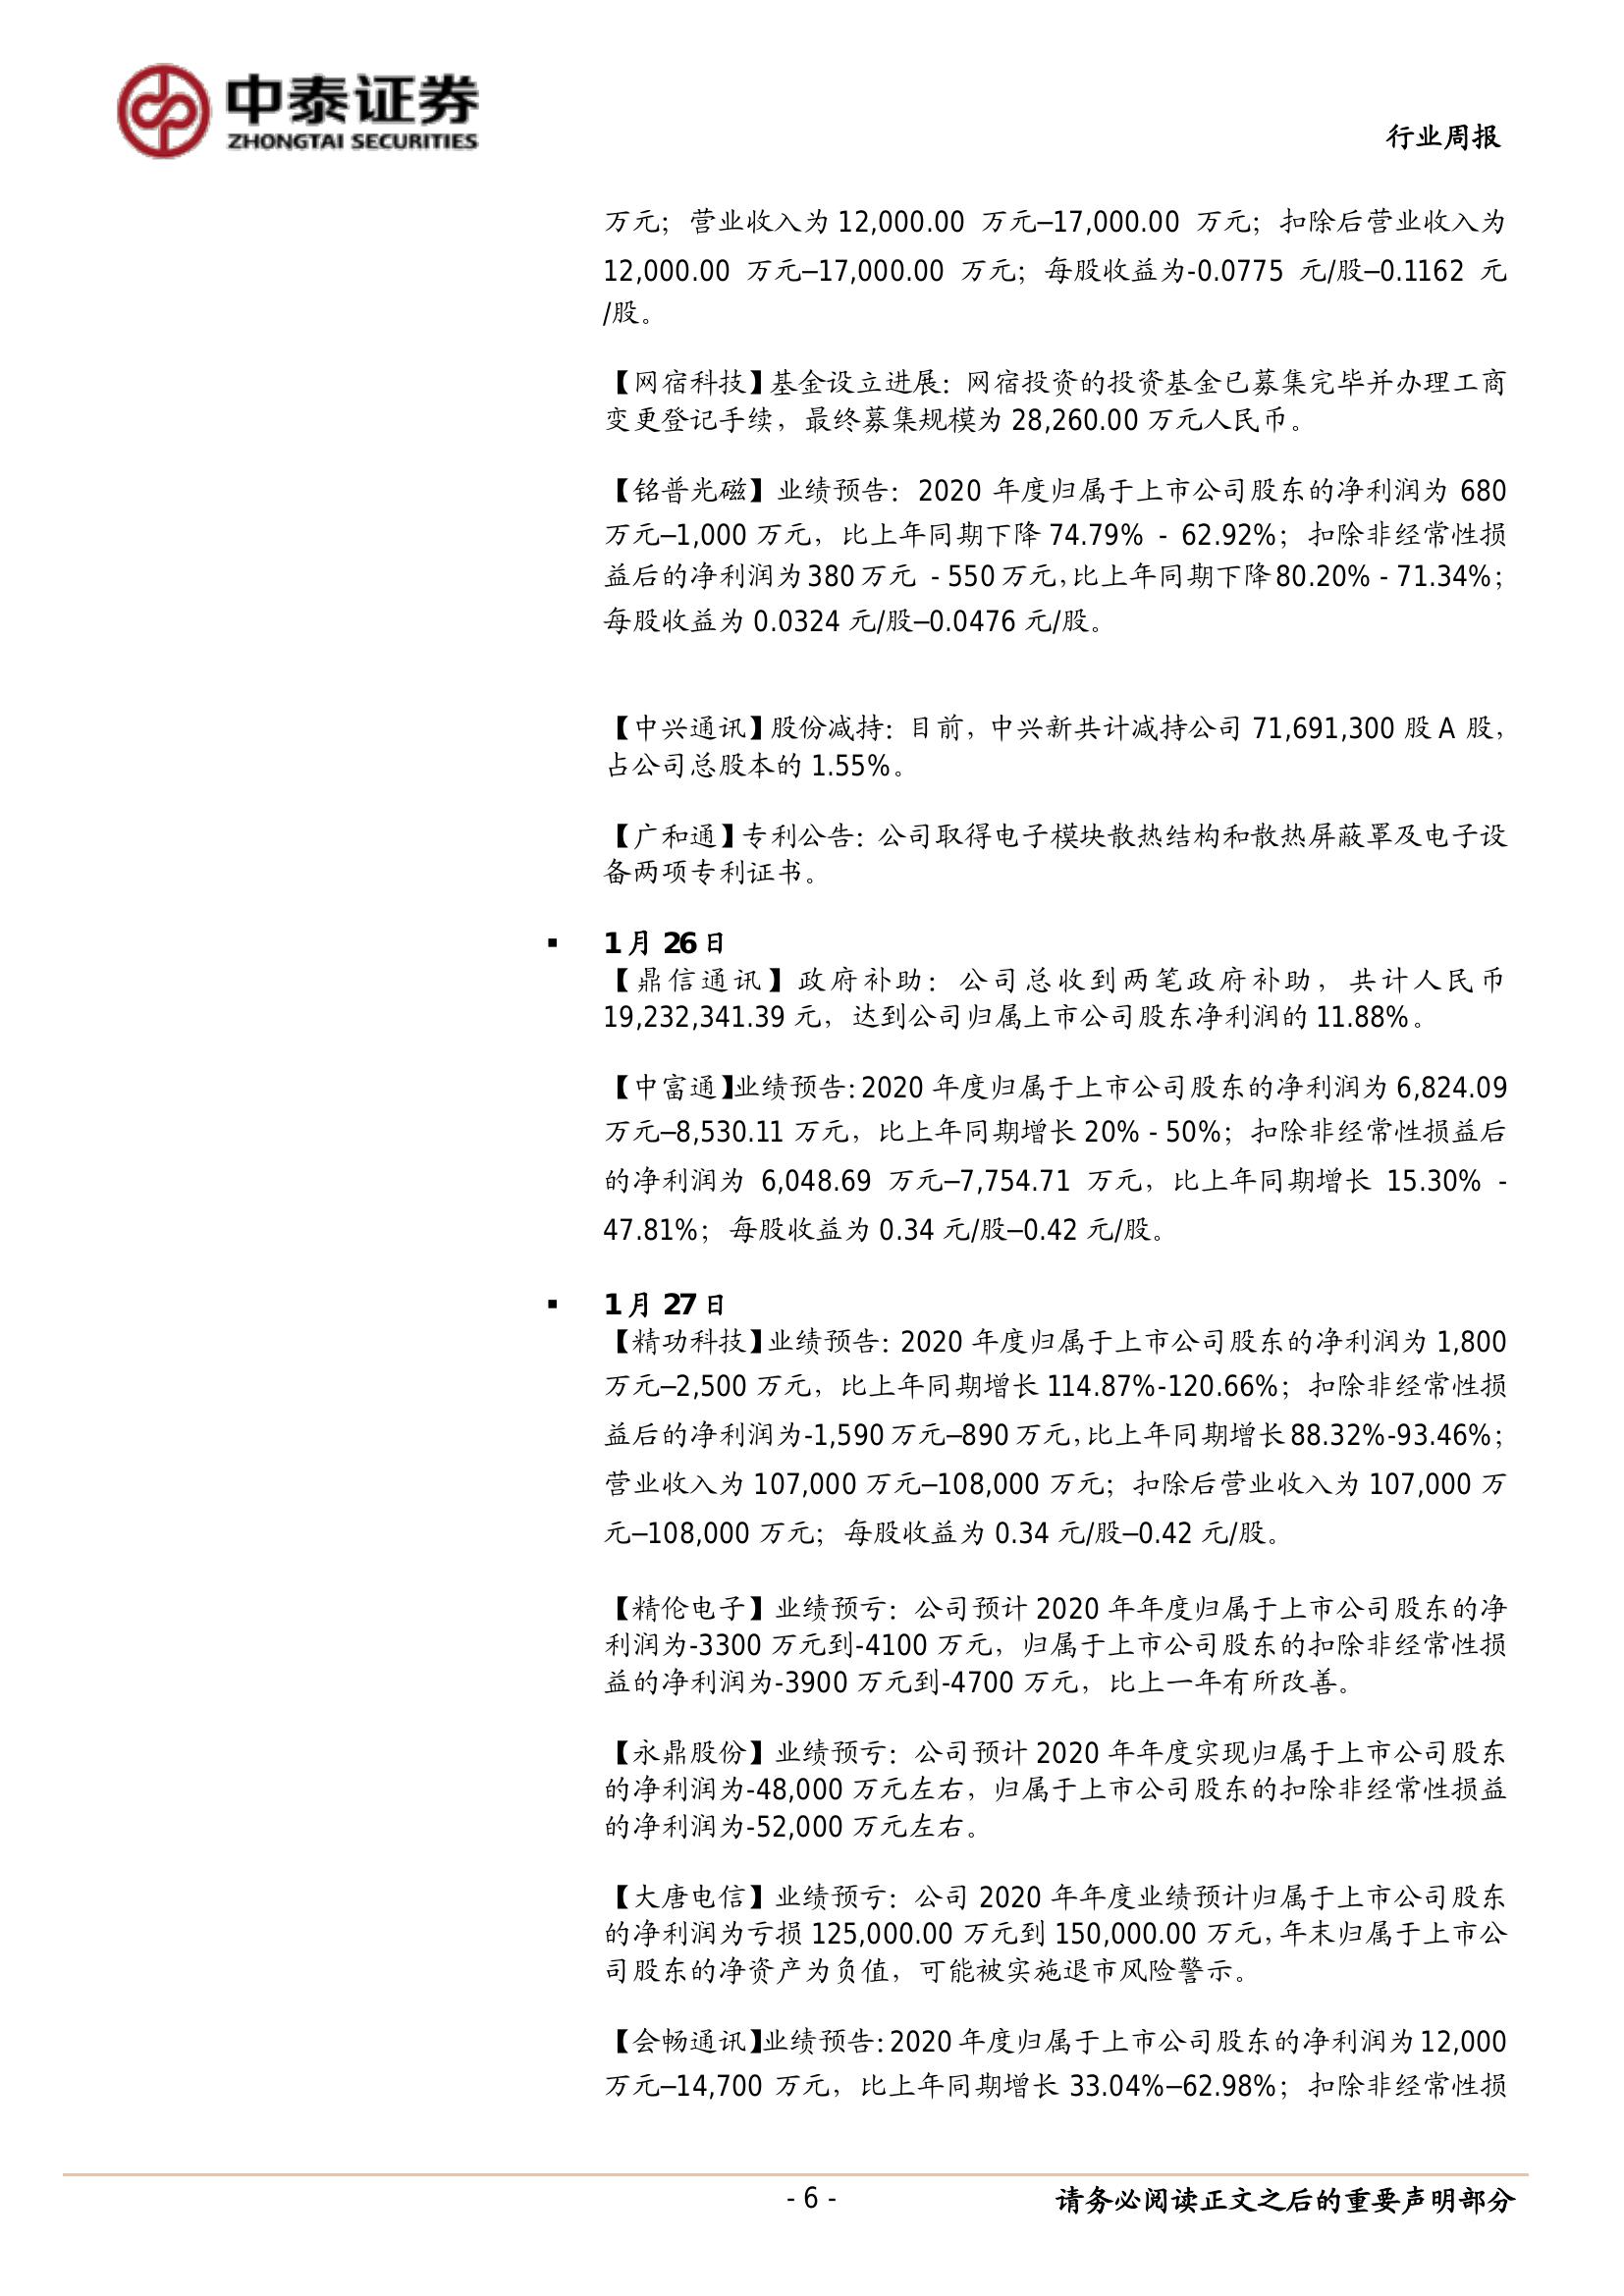 中泰证券
ZHONGTAI SECURITIES
行业周报
万元；营业收入为 12,000.00 万元–17,000.00 万元；扣除后营业收入为
12,000.00 万元–17,000.00 万元；每股收益为-0.0775 元/股–0.1162 元
/股。
【网宿科技】基金设立进展：网宿投资的投资基金已募集完毕并办理工商
变更登记手续，最终募集规模为 28,260.00 万元人民币。
【铭普光磁】业绩预告：2020 年度归属于上市公司股东的净利润为 680
万元–1,000 万元，比上年同期下降 74.79% - 62.92%；扣除非经常性损
益后的净利润为 380 万元 - 550 万元，比上年同期下降 80.20% - 71.34%；
每股收益为 0.0324 元/股–0.0476 元/股。
【中兴通讯】股份减持：目前，中兴新共计减持公司 71,691,300 股 A 股，
占公司总股本的 1.55%。
【广和通】专利公告：公司取得电子模块散热结构和散热屏蔽罩及电子设
备两项专利证书。
▪ 1 月 26 日
【鼎信通讯】政府补助：公司总收到两笔政府补助，共计人民币
19,232,341.39 元，达到公司归属上市公司股东净利润的 11.88%。
【中富通】业绩预告：2020 年度归属于上市公司股东的净利润为 6,824.09
万元–8,530.11 万元，比上年同期增长 20% - 50%；扣除非经常性损益后
的净利润为 6,048.69 万元–7,754.71 万元，比上年同期增长 15.30% -
47.81%；每股收益为 0.34 元/股–0.42 元/股。
▪ 1 月 27 日
【精功科技】业绩预告：2020 年度归属于上市公司股东的净利润为 1,800
万元–2,500 万元，比上年同期增长 114.87%-120.66%；扣除非经常性损
益后的净利润为-1,590 万元–890 万元，比上年同期增长 88.32%-93.46%；
营业收入为 107,000 万元–108,000 万元；扣除后营业收入为 107,000 万
元–108,000 万元；每股收益为 0.34 元/股–0.42 元/股。
【精伦电子】业绩预亏：公司预计 2020 年年度归属于上市公司股东的净
利润为-3300 万元到-4100 万元，归属于上市公司股东的扣除非经常性损
益的净利润为-3900 万元到-4700 万元，比上一年有所改善。
【永鼎股份】业绩预亏：公司预计 2020 年年度实现归属于上市公司股东
的净利润为-48,000 万元左右，归属于上市公司股东的扣除非经常性损益
的净利润为-52,000 万元左右。
【大唐电信】业绩预亏：公司 2020 年年度业绩预计归属于上市公司股东
的净利润为亏损 125,000.00 万元到 150,000.00 万元，年末归属于上市公
司股东的净资产为负值，可能被实施退市风险警示。
【会畅通讯】业绩预告：2020 年度归属于上市公司股东的净利润为 12,000
万元–14,700 万元，比上年同期增长 33.04%–62.98%；扣除非经常性损
- 6 -
请务必阅读正文之后的重要声明部分